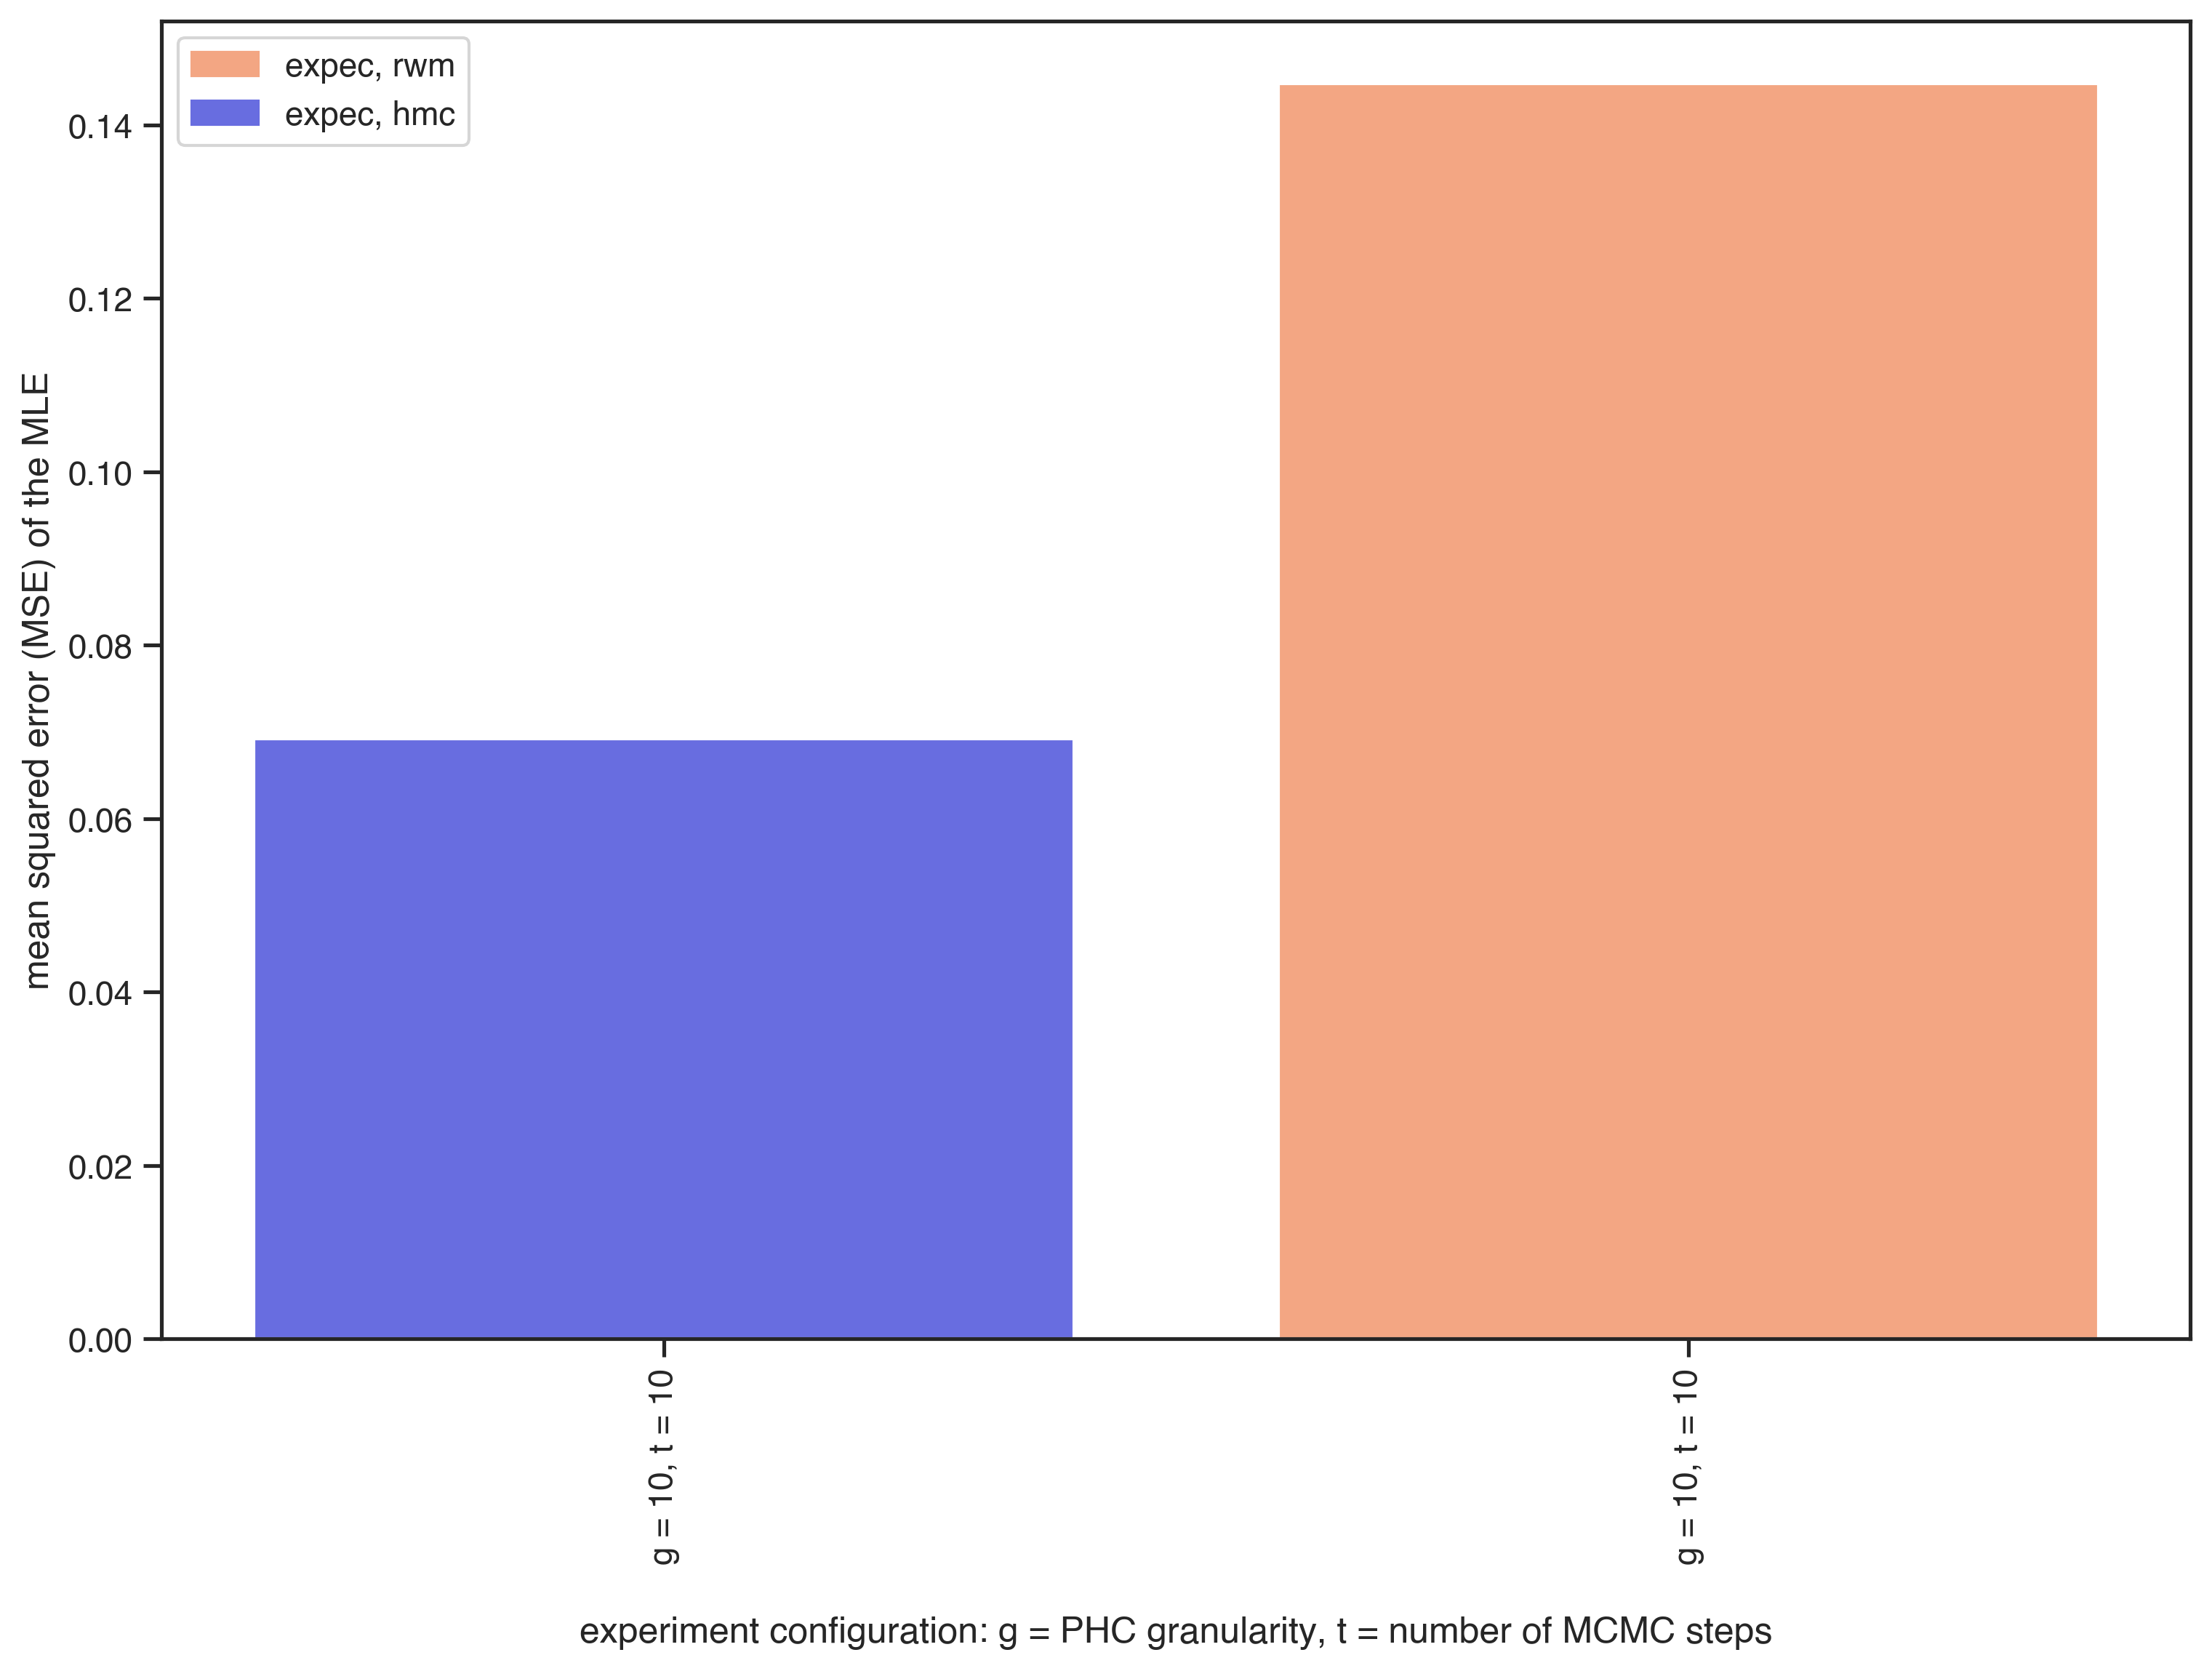 expec, rwm
expec, hmc
mean squared error (MSE) of the MLE
0.14
0.12
0.10
0.08
0.06
0.04
0.02
0.00
g = 10, t = 10
g = 10, t = 10
experiment configuration: g = PHC granularity, t = number of MCMC steps